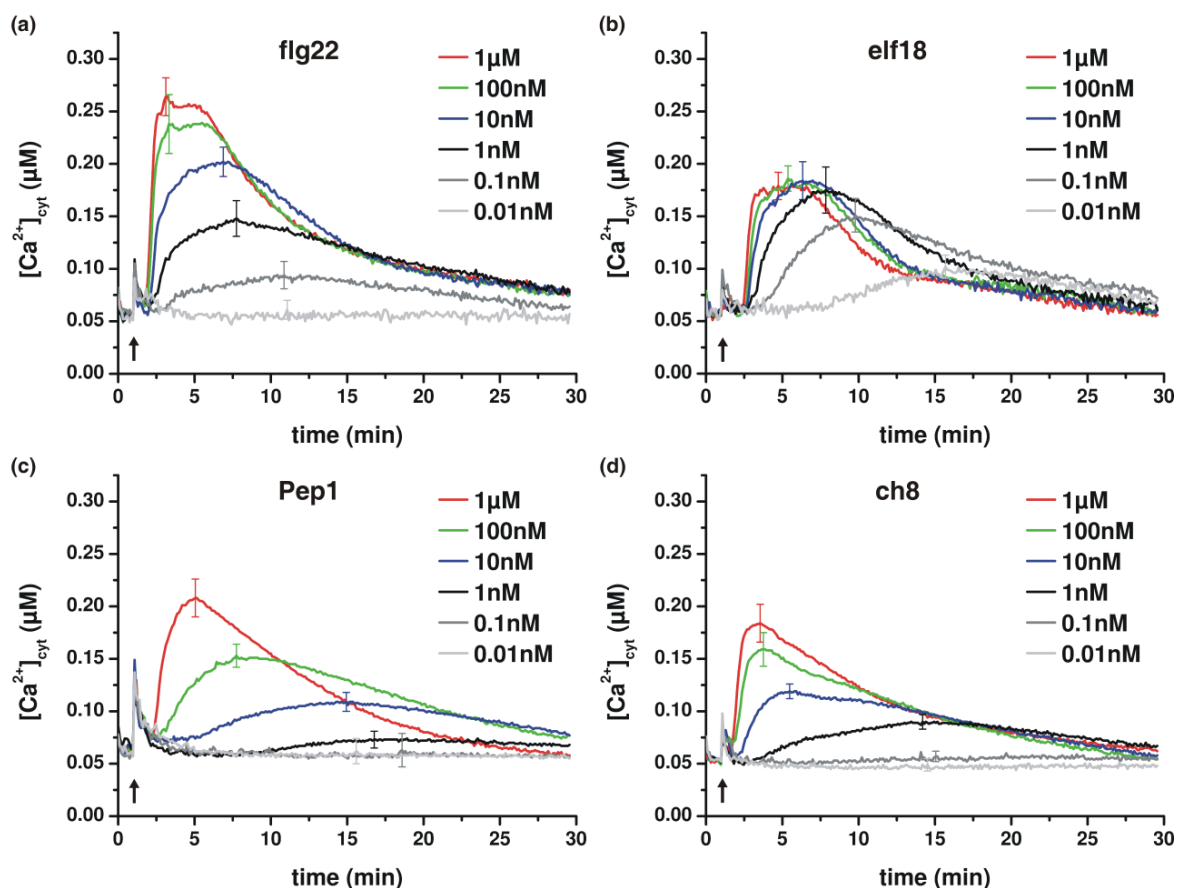 (a)
flg22
1µM
100nM
10nM
1nM
0.1nM
0.01nM
0.30
0.25
0.20
0.15
0.10
0.05
0.00
[Ca²⁺]cyt (µM)
0 5 10 15 20 25 30
time (min)
(b)
elf18
1µM
100nM
10nM
1nM
0.1nM
0.01nM
0.30
0.25
0.20
0.15
0.10
0.05
0.00
[Ca²⁺]cyt (µM)
0 5 10 15 20 25 30
time (min)
(c)
Pep1
1µM
100nM
10nM
1nM
0.1nM
0.01nM
0.30
0.25
0.20
0.15
0.10
0.05
0.00
[Ca²⁺]cyt (µM)
0 5 10 15 20 25 30
time (min)
(d)
ch8
1µM
100nM
10nM
1nM
0.1nM
0.01nM
0.30
0.25
0.20
0.15
0.10
0.05
0.00
[Ca²⁺]cyt (µM)
0 5 10 15 20 25 30
time (min)